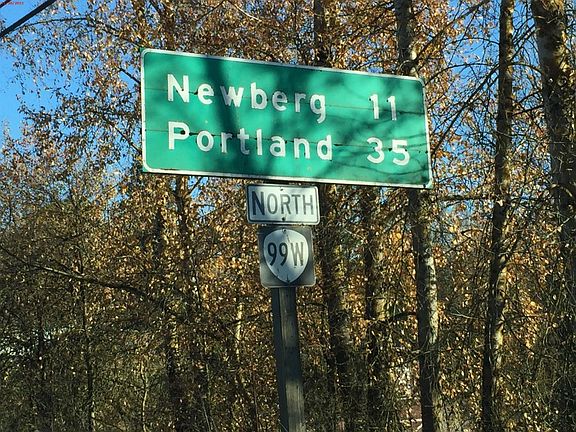 Newberg 11
Portland 35
NORTH
99W